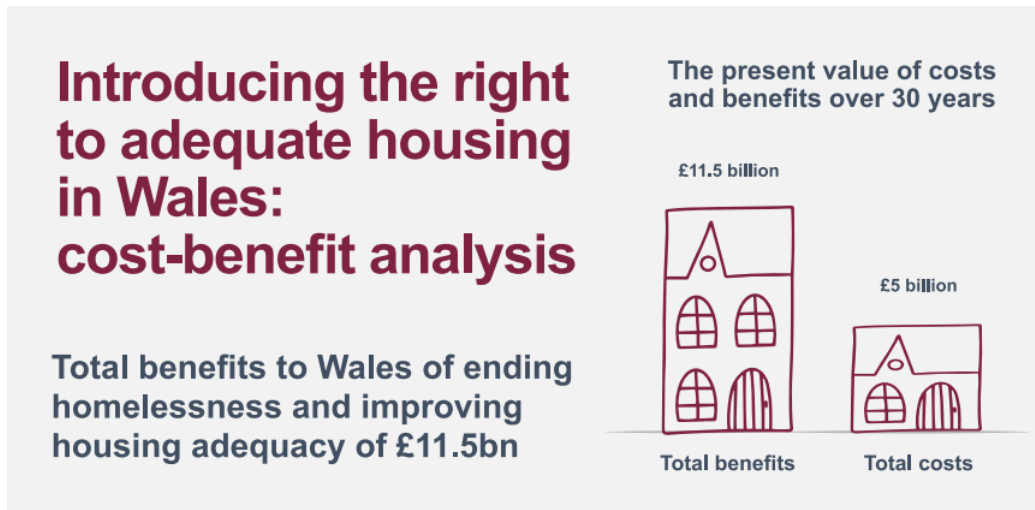 Introducing the right
to adequate housing
in Wales:
cost-benefit analysis
Total benefits to Wales of ending
homelessness and improving
housing adequacy of £11.5bn
The present value of costs
and benefits over 30 years
£11.5 billion
£5 billion
Total benefits
Total costs